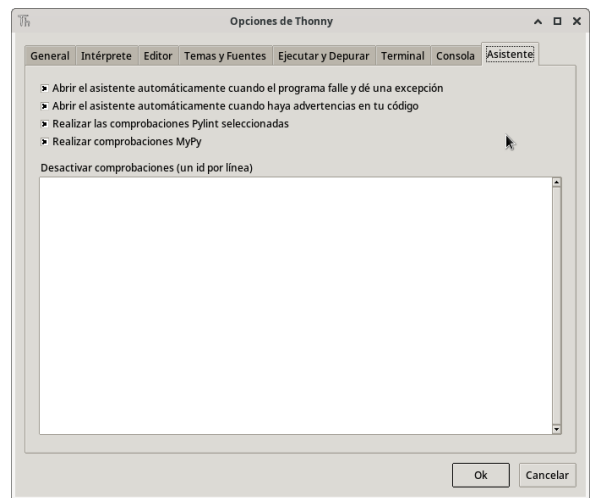 Th
Opciones de Thonny
General Intérprete Editor Temas y Fuentes Ejecutar y Depurar Terminal Consola Asistente
Abrir el asistente automáticamente cuando el programa falle y dé una excepción
Abrir el asistente automáticamente cuando haya advertencias en tu código
Realizar las comprobaciones Pylint seleccionadas
Realizar comprobaciones MyPy
Desactivar comprobaciones (un id por línea)
Ok Cancelar